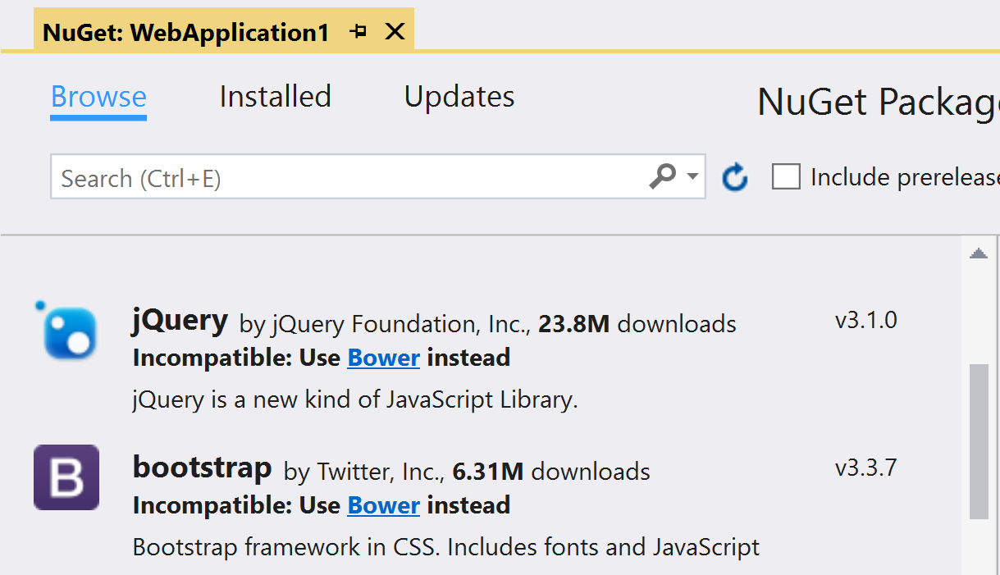 NuGet: WebApplication1
Browse Installed Updates
NuGet Packag
Search (Ctrl+E)
Include prerelease
jQuery by jQuery Foundation, Inc., 23.8M downloads v3.1.0
Incompatible: Use Bower instead
jQuery is a new kind of JavaScript Library.
B
bootstrap by Twitter, Inc., 6.31M downloads v3.3.7
Incompatible: Use Bower instead
Bootstrap framework in CSS. Includes fonts and JavaScript